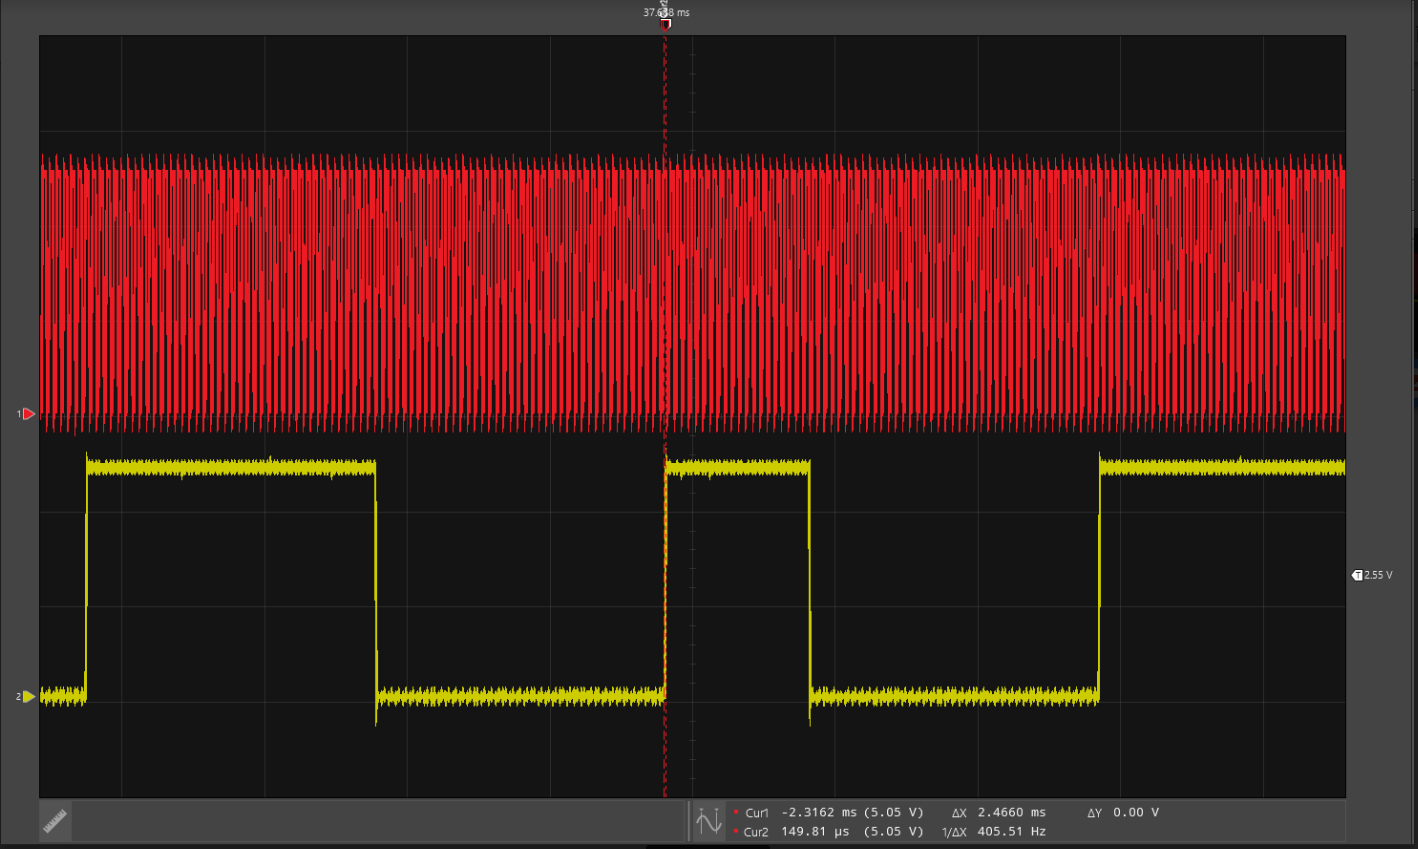 1
2
2.55 V
Cur1 -2.3162 ms (5.05 V) ΔX 2.4660 ms ΔY 0.00 V
Cur2 149.81 µs (5.05 V) 1/ΔX 405.51 Hz